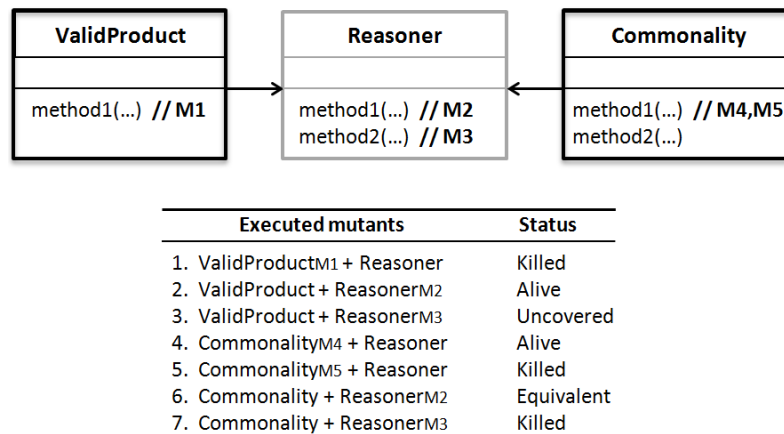 ValidProduct
method1(...) // M1
Reasoner
method1(...) // M2
method2(...) // M3
Commonality
method1(...) // M4,M5
method2(...)
Executed mutants Status
1. ValidProductM1 + Reasoner Killed
2. ValidProduct + ReasonerM2 Alive
3. ValidProduct + ReasonerM3 Uncovered
4. CommonalityM4 + Reasoner Alive
5. CommonalityM5 + Reasoner Killed
6. Commonality + ReasonerM2 Equivalent
7. Commonality + ReasonerM3 Killed